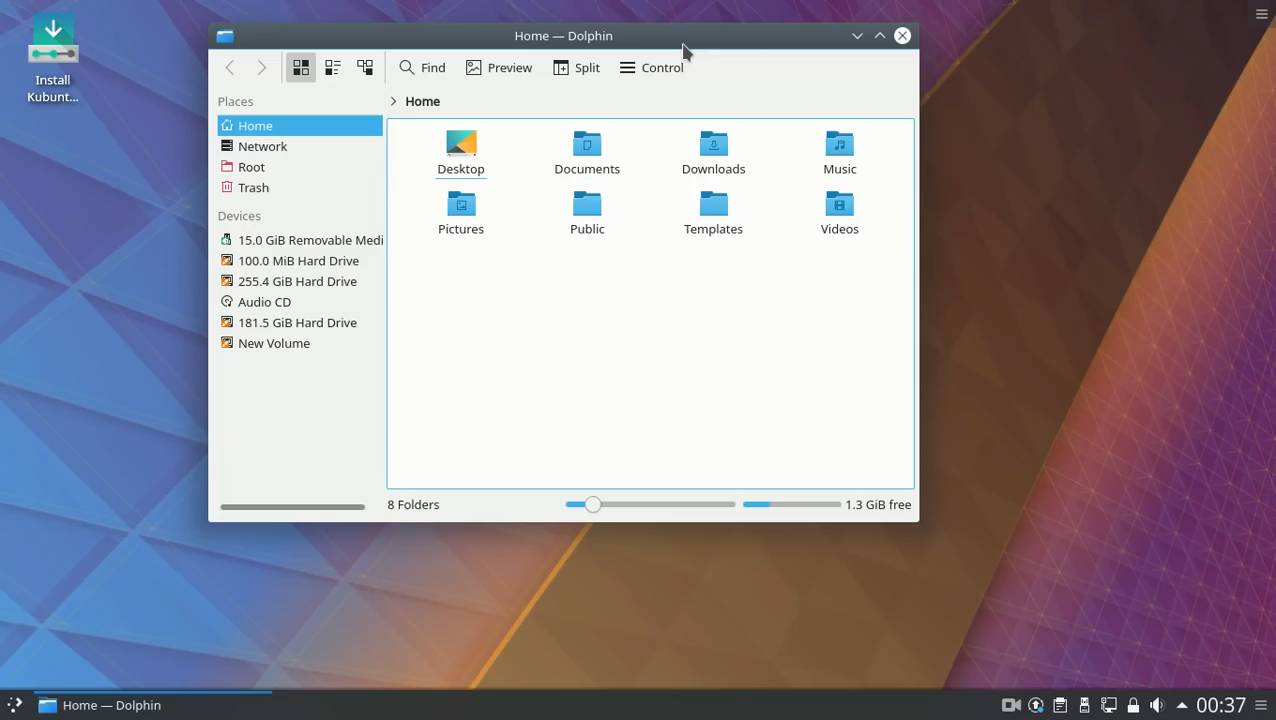 Install
Kubunt...
Home — Dolphin
Find
Preview
Split
Control
Places
Home
Network
Root
Trash
Devices
15.0 GiB Removable Medi
100.0 MiB Hard Drive
255.4 GiB Hard Drive
Audio CD
181.5 GiB Hard Drive
New Volume
Home
Desktop
Documents
Downloads
Music
Pictures
Public
Templates
Videos
8 Folders
1.3 GiB free
Home — Dolphin
00:37